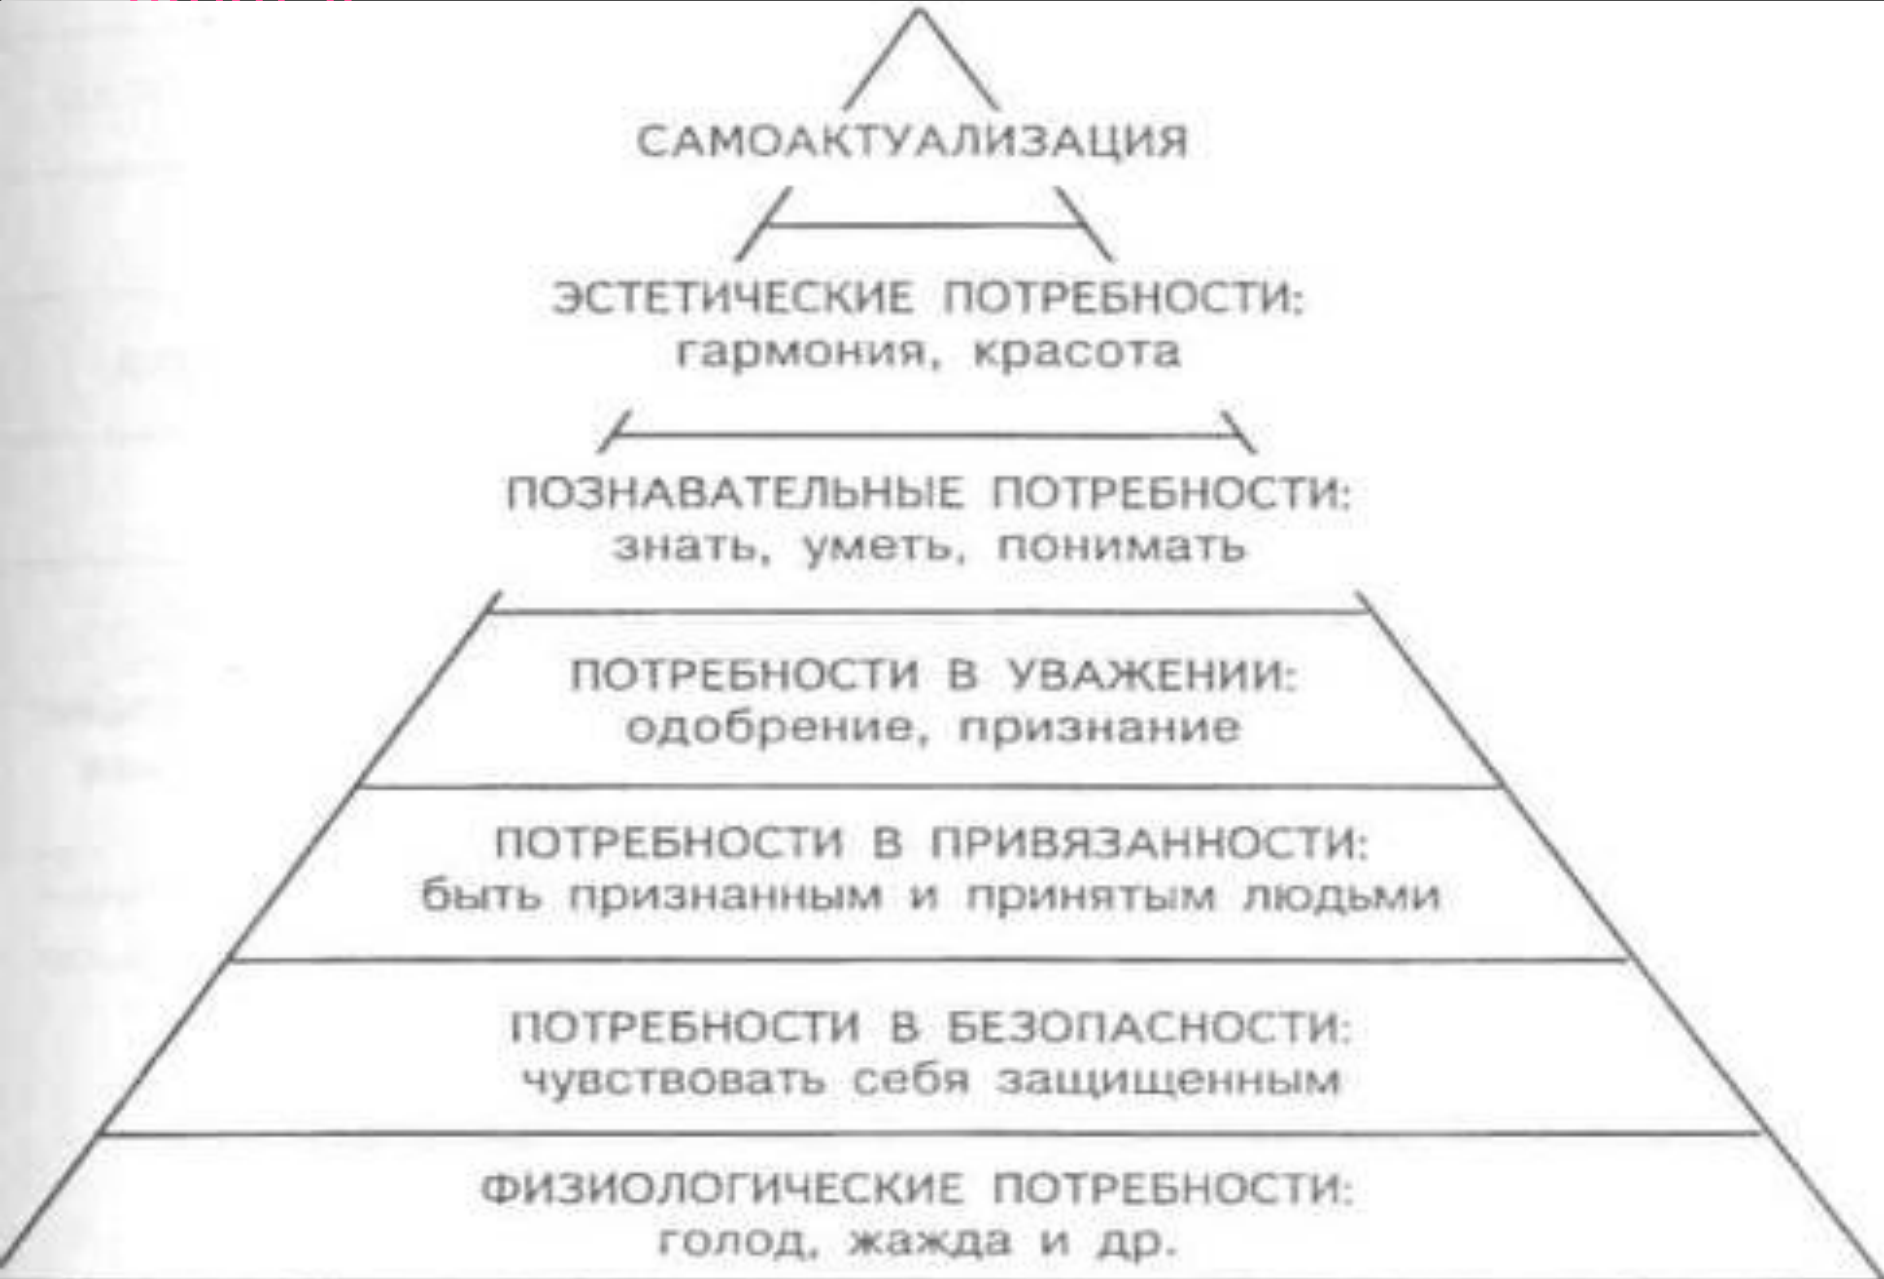 САМОАКТУАЛИЗАЦИЯ
ЭСТЕТИЧЕСКИЕ ПОТРЕБНОСТИ:
гармония, красота
ПОЗНАВАТЕЛЬНЫЕ ПОТРЕБНОСТИ:
знать, уметь, понимать
ПОТРЕБНОСТИ В УВАЖЕНИИ:
одобрение, признание
ПОТРЕБНОСТИ В ПРИВЯЗАННОСТИ:
быть признанным и принятым людьми
ПОТРЕБНОСТИ В БЕЗОПАСНОСТИ:
чувствовать себя защищенным
ФИЗИОЛОГИЧЕСКИЕ ПОТРЕБНОСТИ:
голод, жажда и др.